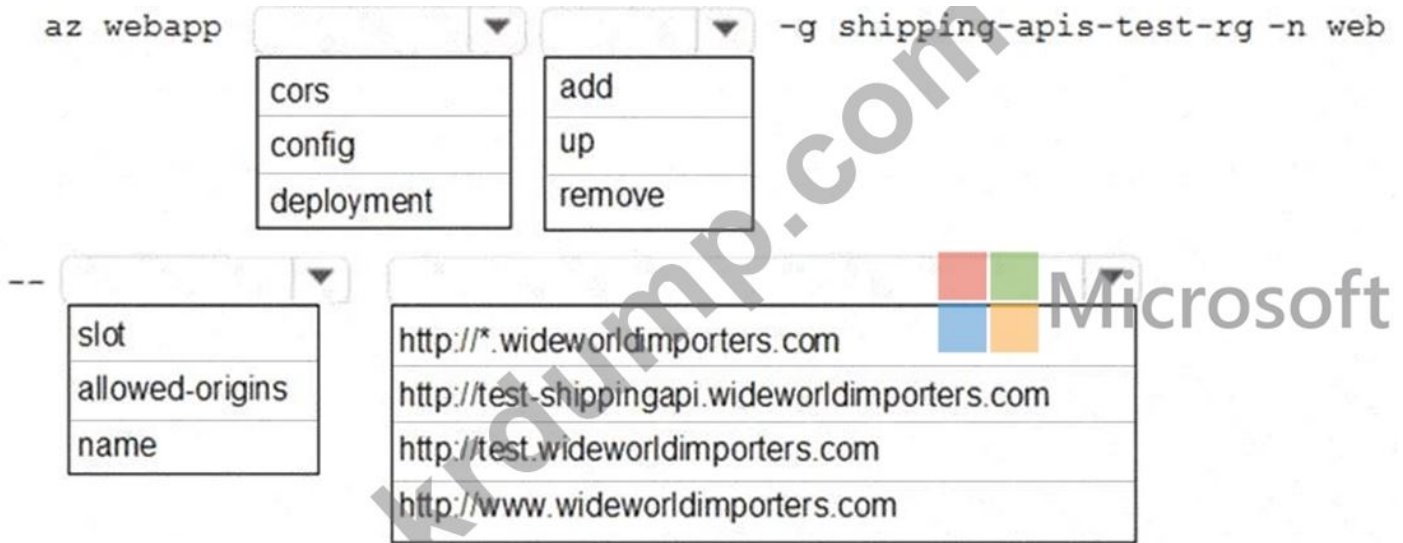 az webapp -g shipping-apis-test-rg -n web
cors add
config up
deployment remove
--
slot http://*.wideworldimporters.com
allowed-origins http://test-shippingapi.wideworldimporters.com
name http://test.wideworldimporters.com
http://www.wideworldimporters.com
Microsoft
krdump.com